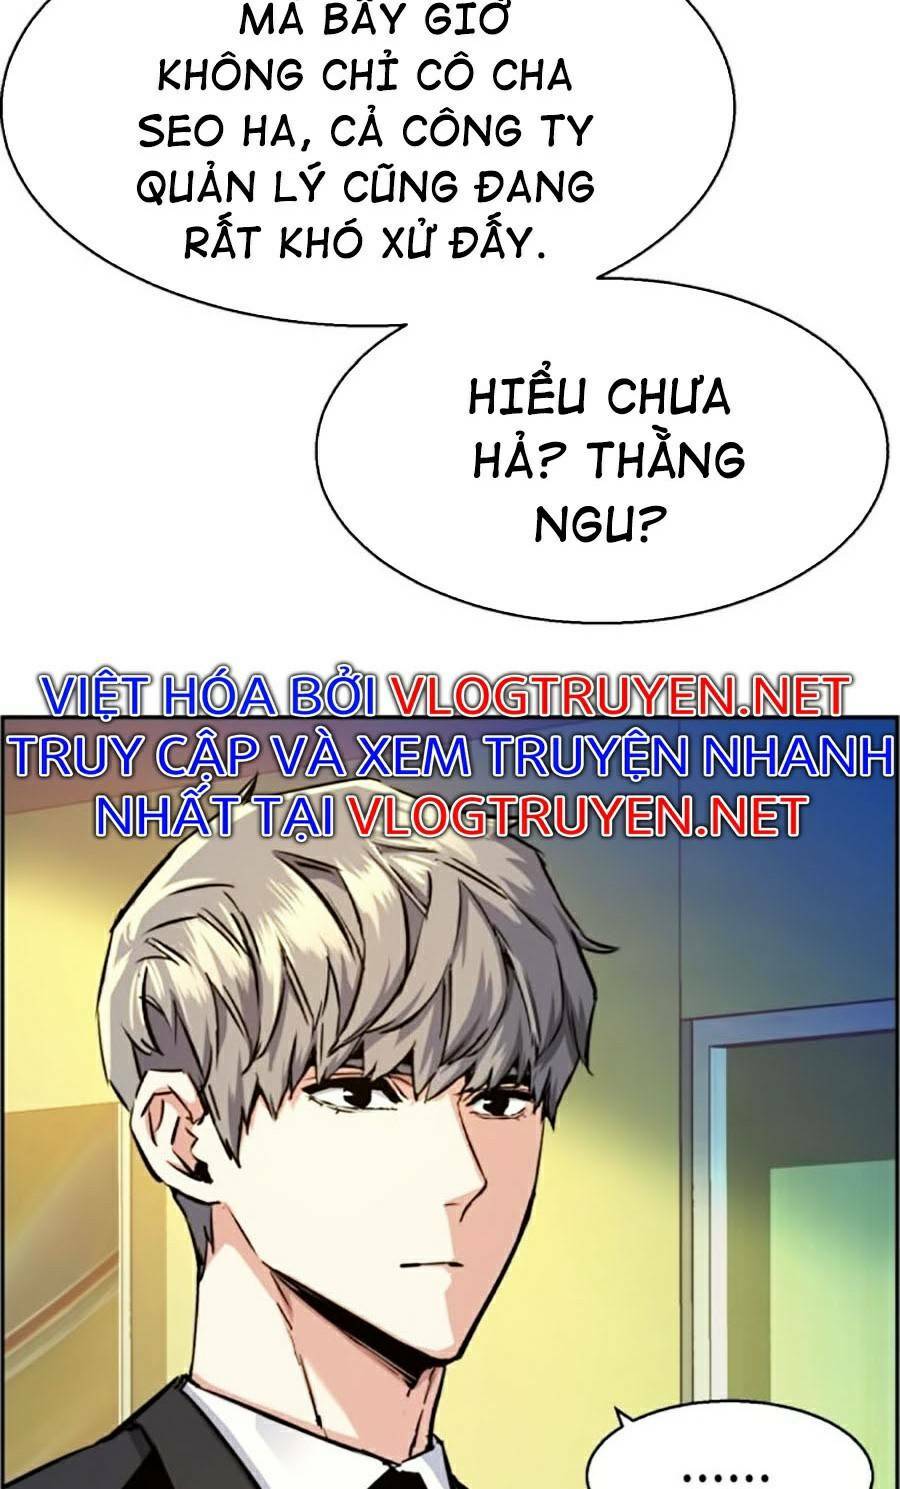 MÀ BÂY GIỜ
KHÔNG CHỈ CÔ CHA
SEO HA, CẢ CÔNG TY
QUẢN LÝ CŨNG ĐANG
RẤT KHÓ XỬ ĐẤY.
HIỂU CHƯA
HẢ? THẰNG
NGU?
VIỆT HÓA BỞI VLOGTRUYEN.NET
TRUY CẬP VÀ XEM TRUYỆN NHANH
NHẤT TẠI VLOGTRUYEN.NET
......